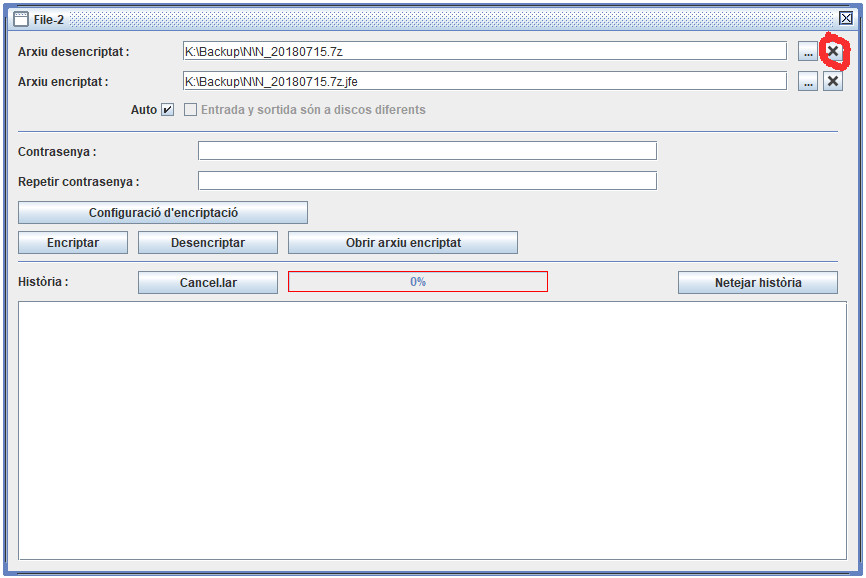 File-2
Arxiu desencriptat : K:\Backup\N\N_20180715.7z ...
Arxiu encriptat : K:\Backup\N\N_20180715.7z.jfe ...
Auto Entrada y sortida són a discos diferents
Contrasenya :
Repetir contrasenya :
Configuració d'encriptació
Encriptar Desencriptar Obrir arxiu encriptat
Història : Cancel.lar 0% Netejar història